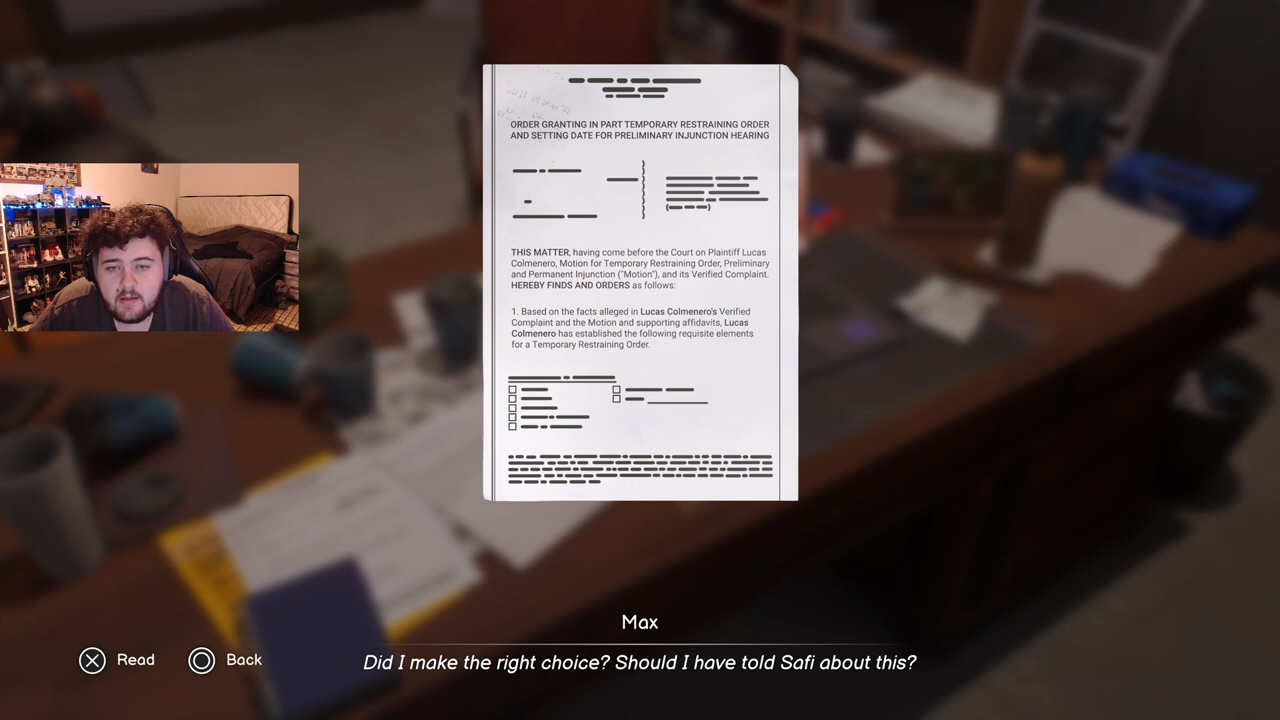 ORDER GRANTING IN PART TEMPORARY RESTRAINING ORDER
AND SETTING DATE FOR PRELIMINARY INJUNCTION HEARING
THIS MATTER, having come before the Court on Plaintiff Lucas
Colmenero, Motion for Temporary Restraining Order, Preliminary
and Permanent Injunction ("Motion"), and its Verified Complaint.
HEREBY FINDS AND ORDERS as follows:
1. Based on the facts alleged in Lucas Colmenero's Verified
Complaint and the Motion and supporting affidavits, Lucas
Colmenero has established the following requisite elements
for a Temporary Restraining Order.
Max
Did I make the right choice? Should I have told Safi about this?
Read
Back